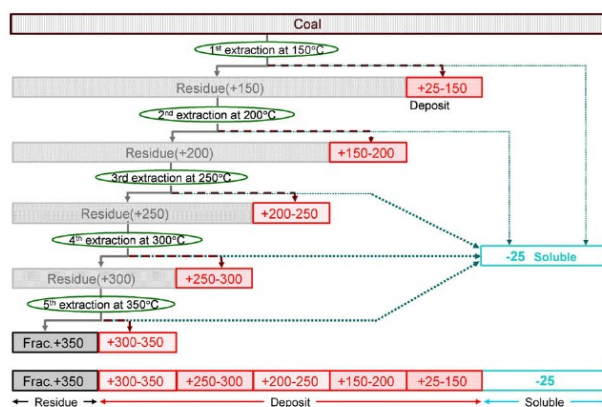 Coal
1st extraction at 150°C
Residue(+150)
+25-150
Deposit
2nd extraction at 200°C
Residue(+200)
+150-200
3rd extraction at 250°C
Residue(+250)
+200-250
4th extraction at 300°C
-25 Soluble
Residue(+300)
+250-300
5th extraction at 350°C
Frac.+350
+300-350
Frac.+350 +300-350 +250-300 +200-250 +150-200 +25-150 -25
Residue Deposit Soluble